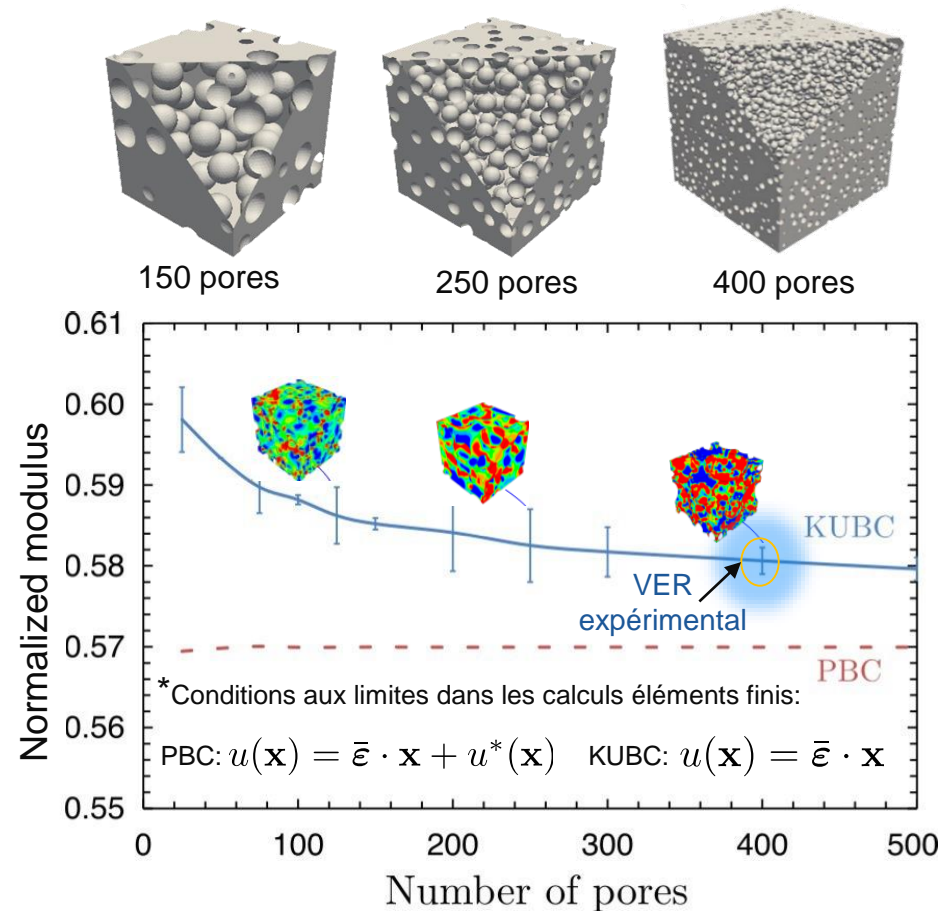 150 pores
250 pores
400 pores
0.61
0.60
0.59
0.58
0.57
0.56
0.55
Normalized modulus
KUBC
VER
expérimental
PBC
*Conditions aux limites dans les calculs éléments finis:
PBC: u(x) = ε̄ · x + u*(x) KUBC: u(x) = ε̄ · x
0 100 200 300 400 500
Number of pores